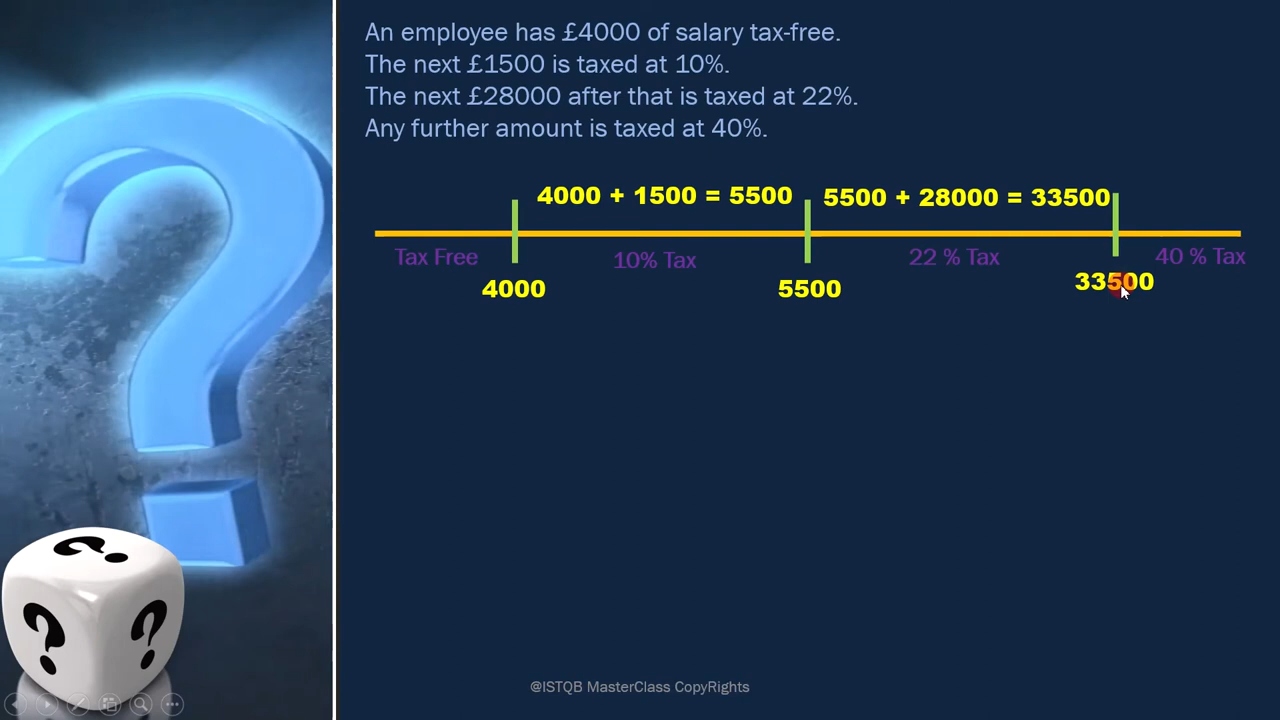 An employee has £4000 of salary tax-free.
The next £1500 is taxed at 10%.
The next £28000 after that is taxed at 22%.
Any further amount is taxed at 40%.
4000 + 1500 = 5500
5500 + 28000 = 33500
Tax Free
10% Tax
22 % Tax
40 % Tax
4000
5500
33500
@ISTQB MasterClass CopyRights